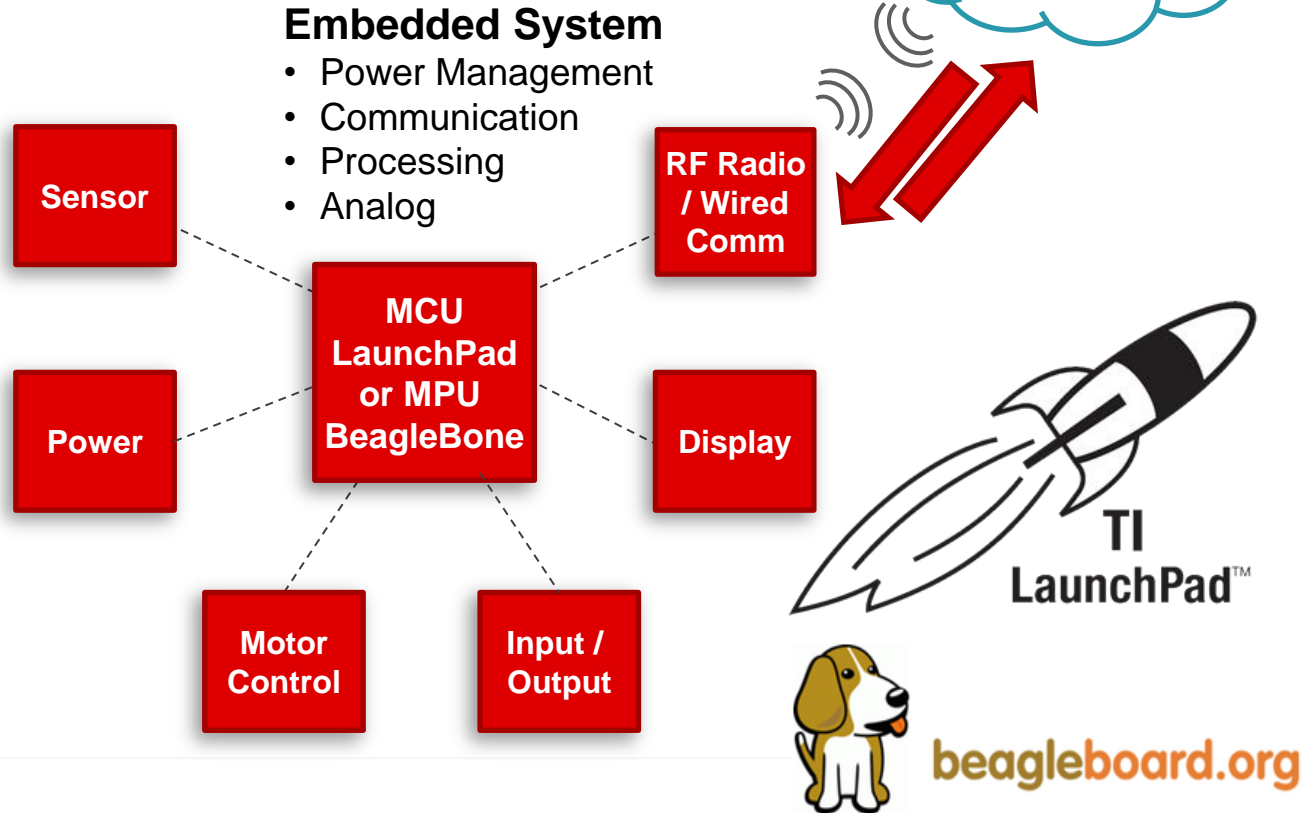 Embedded System
• Power Management
• Communication
• Processing
• Analog
Sensor
RF Radio
/ Wired
Comm
MCU
LaunchPad
or MPU
BeagleBone
Power
Display
Motor
Control
Input /
Output
TI
LaunchPad™
beagleboard.org